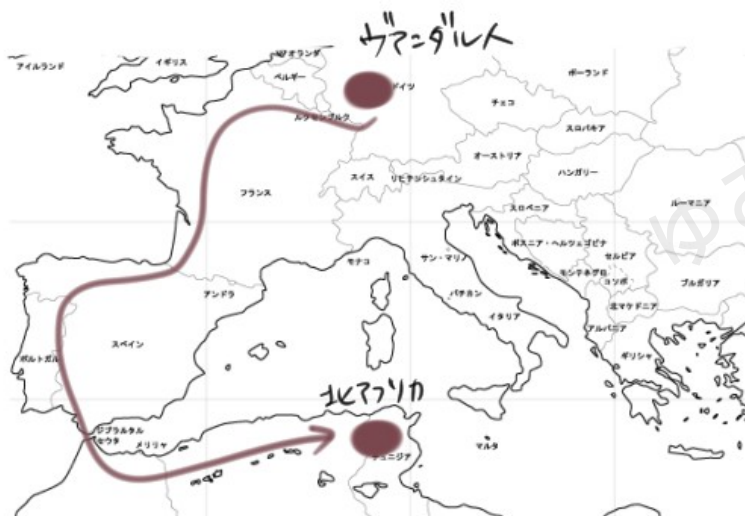 ヴァンダル人
アイルランド
イギリス
オランダ
ベルギー
ドイツ
ポーランド
ルクセンブルク
チェコ
スロバキア
オーストリア
ハンガリー
スイス
リヒテンシュタイン
フランス
ルーマニア
スロベニア
ボスニア・ヘルツェゴビナ
セルビア
モナコ
サン・マリノ
モンテネグロ
コソボ
ブルガリア
アンドラ
バチカン
イタリア
北マケドニア
アルバニア
ギリシャ
スペイン
ポルトガル
北アフリカ
ジブラルタル
セウタ
メリリャ
マルタ
チュニジア